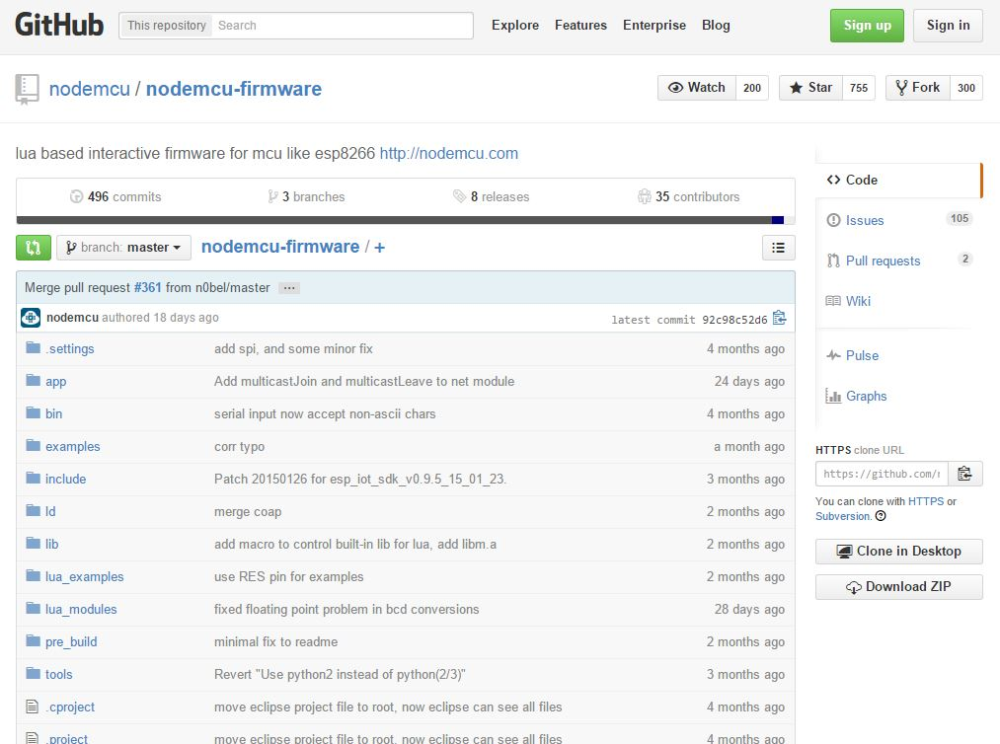 GitHub This repository Search Explore Features Enterprise Blog Sign up Sign in
nodemcu / nodemcu-firmware Watch 200 Star 755 Fork 300
lua based interactive firmware for mcu like esp8266 http://nodemcu.com
496 commits 3 branches 8 releases 35 contributors
branch: master nodemcu-firmware / +
Merge pull request #361 from n0bel/master ...
nodemcu authored 18 days ago latest commit 92c98c52d6
.settings add spi, and some minor fix 4 months ago
app Add multicastJoin and multicastLeave to net module 24 days ago
bin serial input now accept non-ascii chars 4 months ago
examples corr typo a month ago
include Patch 20150126 for esp_iot_sdk_v0.9.5_15_01_23. 3 months ago
ld merge coap 2 months ago
lib add macro to control built-in lib for lua, add libm.a 2 months ago
lua_examples use RES pin for examples 2 months ago
lua_modules fixed floating point problem in bcd conversions 28 days ago
pre_build minimal fix to readme 2 months ago
tools Revert "Use python2 instead of python(2/3)" 3 months ago
.cproject move eclipse project file to root, now eclipse can see all files 4 months ago
.project move eclipse project file to root, now eclipse can see all files 4 months ago
Code
Issues 105
Pull requests 2
Wiki
Pulse
Graphs
HTTPS clone URL
https://github.com/
You can clone with HTTPS or
Subversion.
Clone in Desktop
Download ZIP